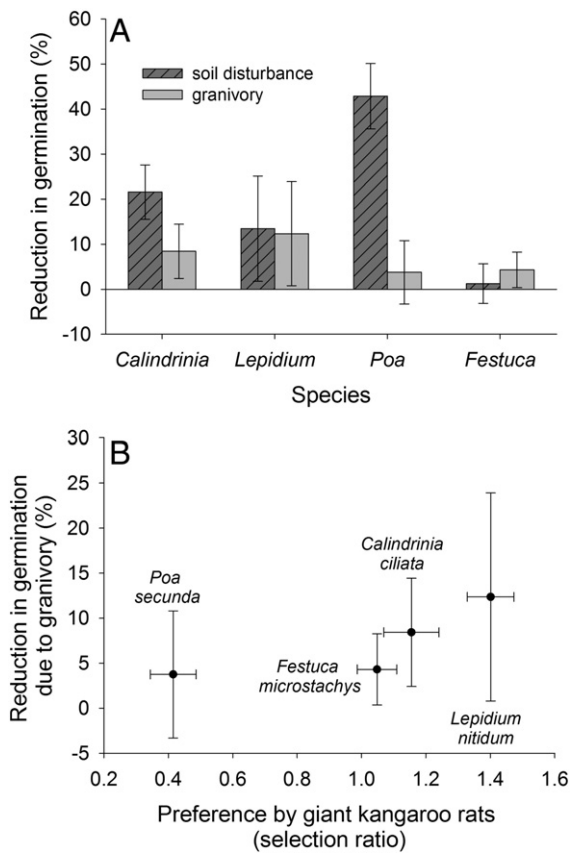 A
60
50
40
30
20
10
0
-10
Reduction in germination (%)
soil disturbance
granivory
Calindrinia Lepidium Poa Festuca
Species
B
30
25
20
15
10
5
0
-5
Reduction in germination
due to granivory (%)
Poa
secunda
Calindrinia
ciliata
Festuca
microstachys
Lepidium
nitidum
0.2 0.4 0.6 0.8 1.0 1.2 1.4 1.6
Preference by giant kangaroo rats
(selection ratio)